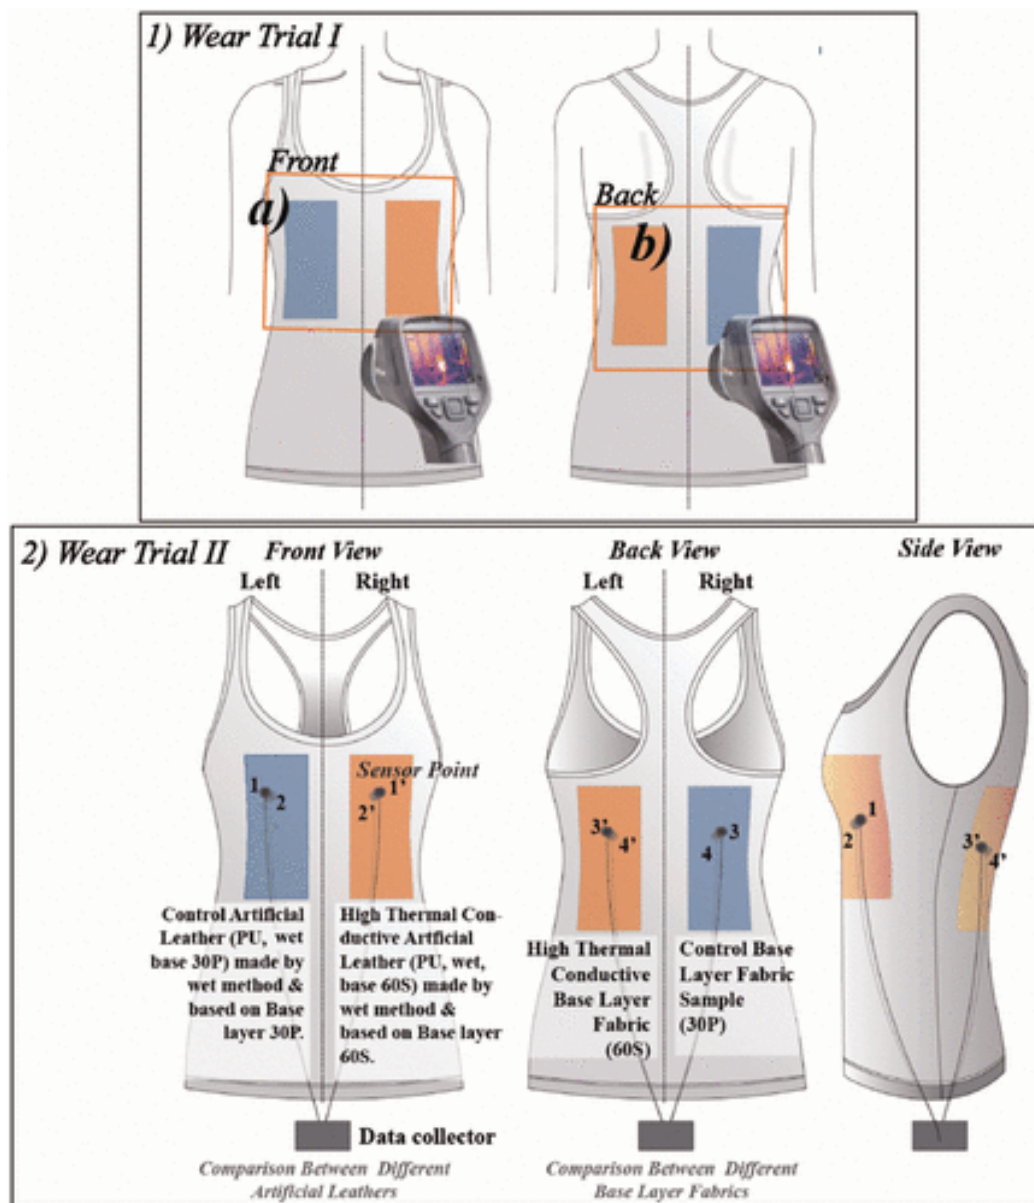 1) Wear Trial I
Front
a)
Back
b)
2) Wear Trial II
Front View
Back View
Side View
Left
Right
Left
Right
Sensor Point
1
2
1'
2'
3'
4'
3
4
1
2
3'
4'
Control Artificial
Leather (PU, wet
base 30P) made by
wet method &
based on Base
layer 30P.
High Thermal Con-
ductive Artficial
Leather (PU, wet,
base 60S) made by
wet method &
based on Base layer
60S.
High Thermal
Conductive
Base Layer
Fabric
(60S)
Control Base
Layer Fabric
Sample
(30P)
Data collector
Data collector
Comparison Between Different
Artificial Leathers
Comparison Between Different
Base Layer Fabrics